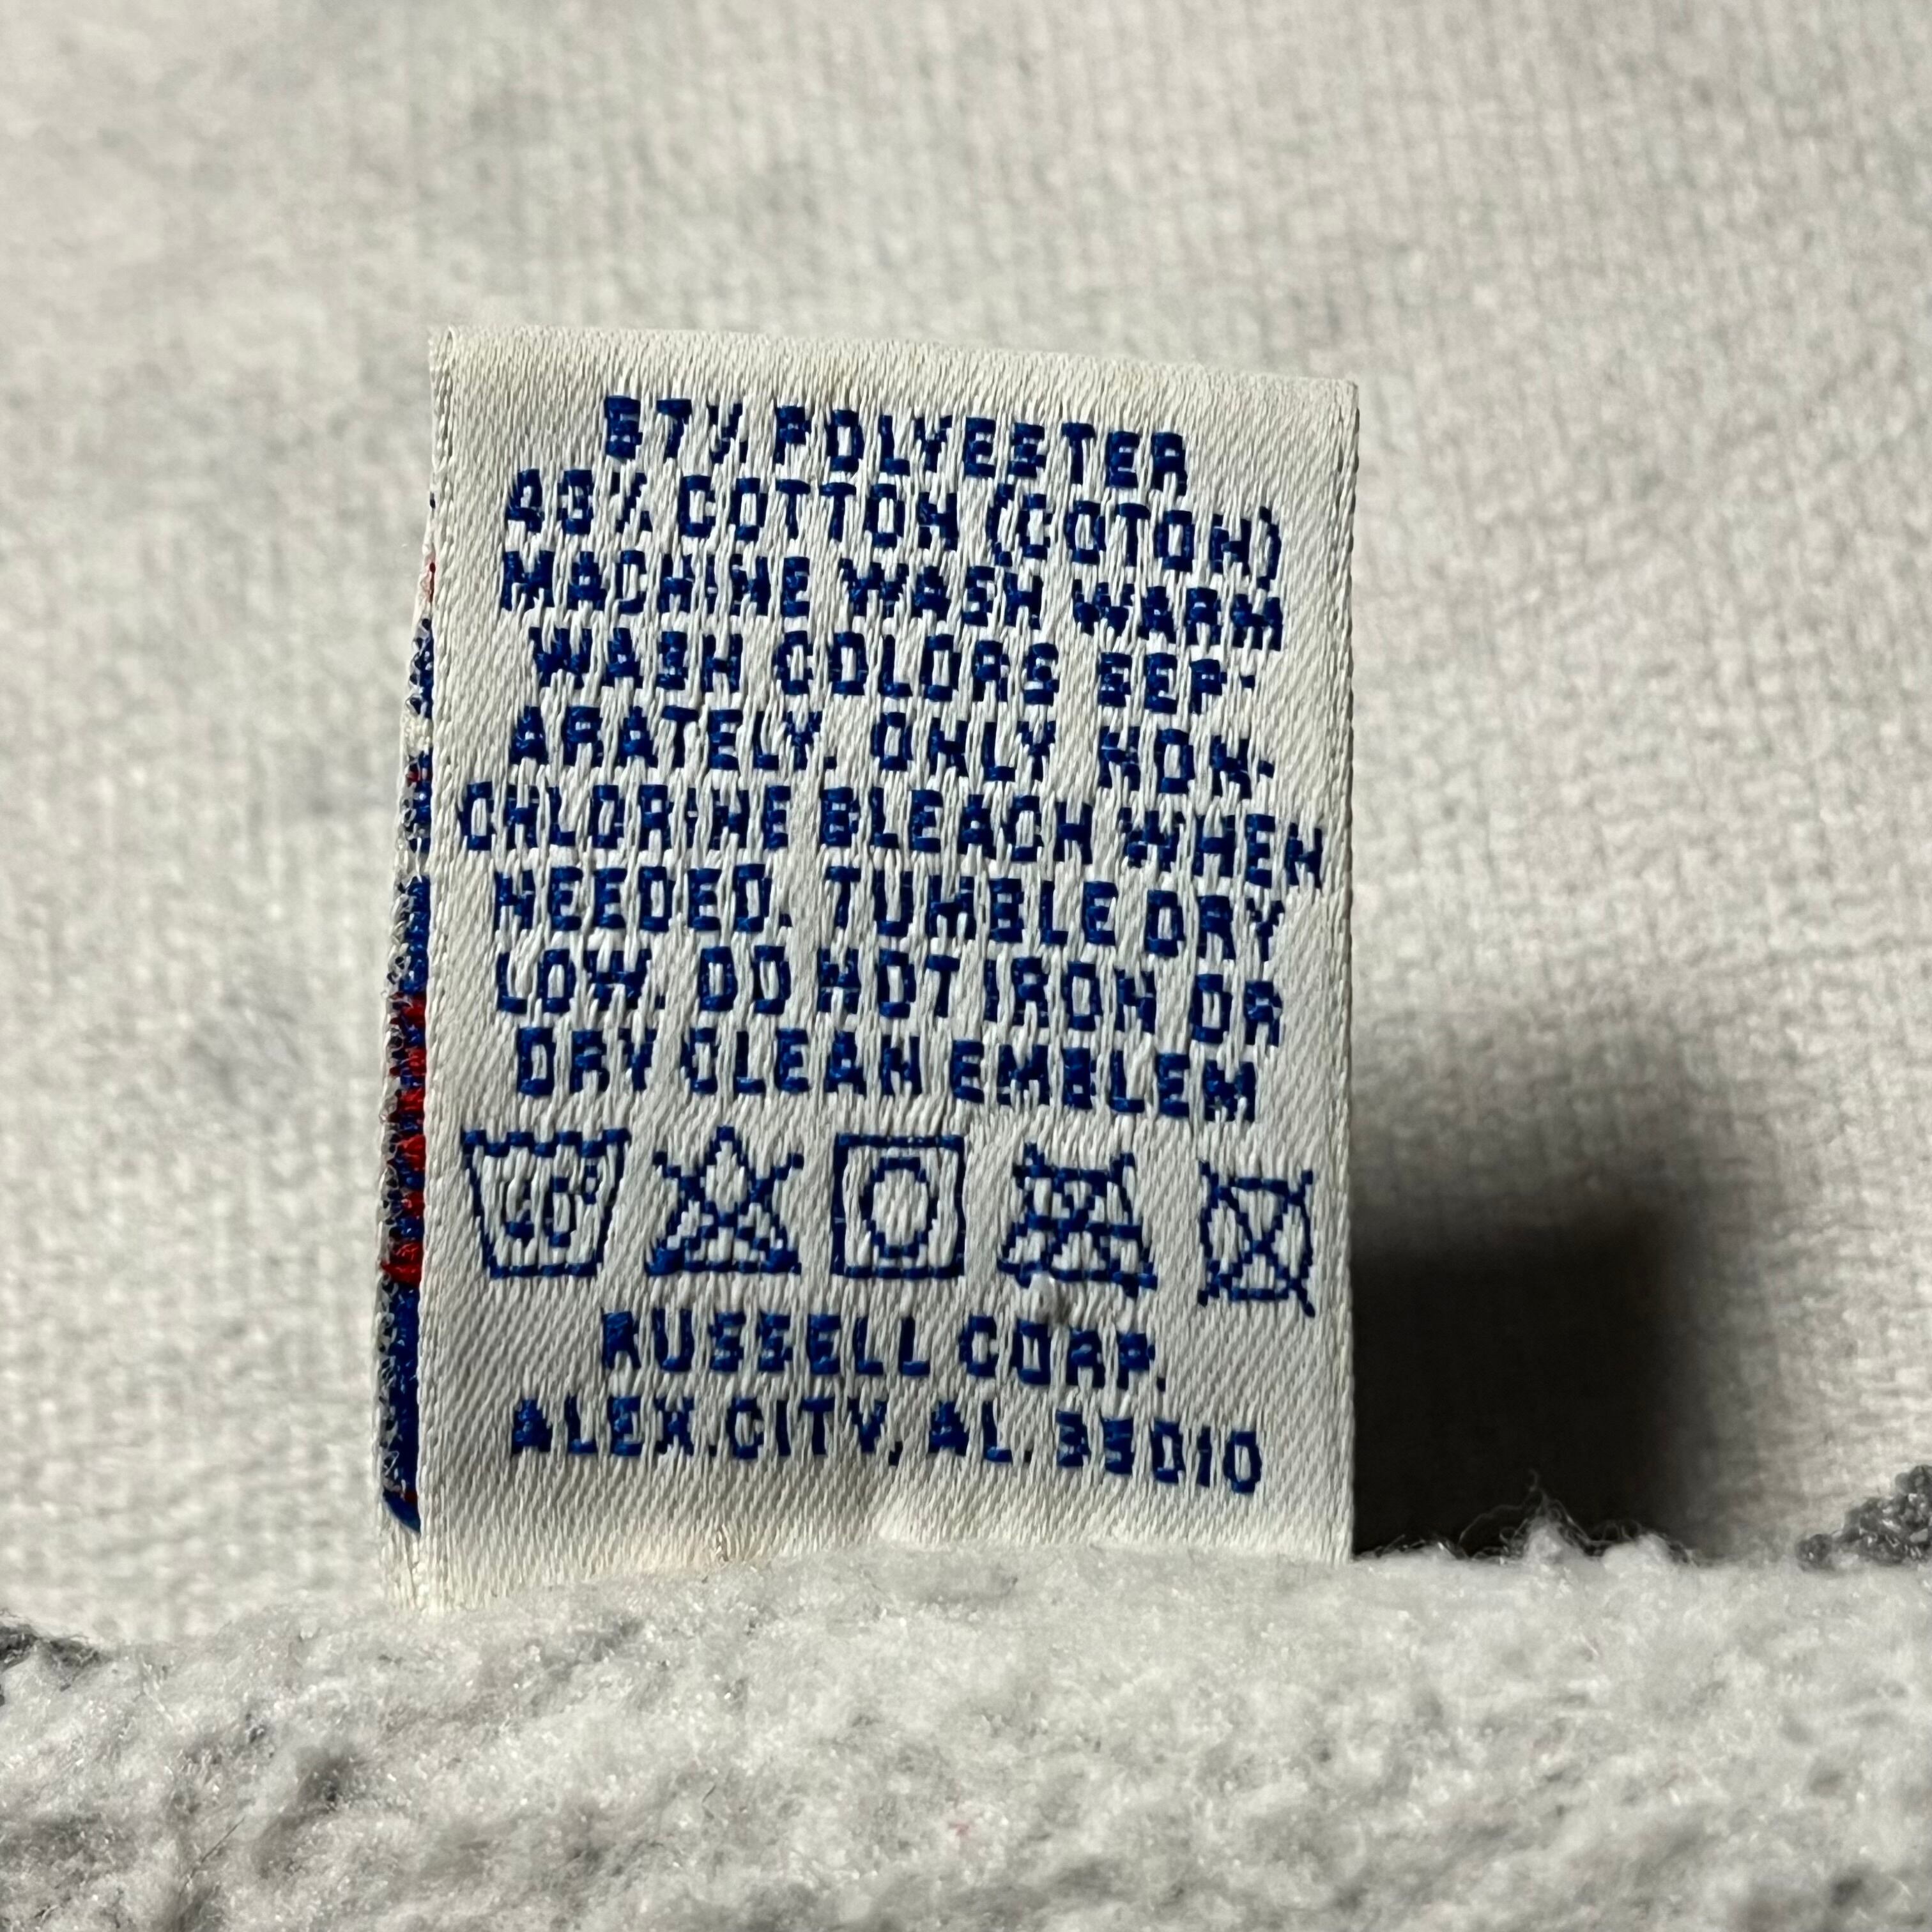 57% POLYESTER
43% COTTON (COTON)
MACHINE WASH WARM
WASH COLORS SEP-
ARATELY. ONLY NON-
CHLORINE BLEACH WHEN
NEEDED. TUMBLE DRY
LOW. DO NOT IRON OR
DRY CLEAN EMBLEM
40°
RUSSELL CORP.
ALEX.CITY, AL. 35010